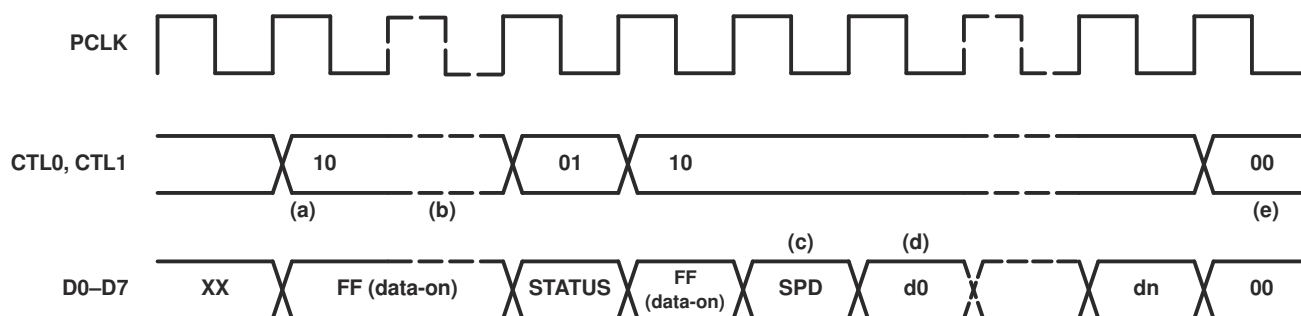 PCLK
CTL0, CTL1
10
01
10
00
(a)
(b)
(e)
(c)
(d)
D0–D7
XX
FF (data-on)
STATUS
FF
(data-on)
SPD
d0
dn
00